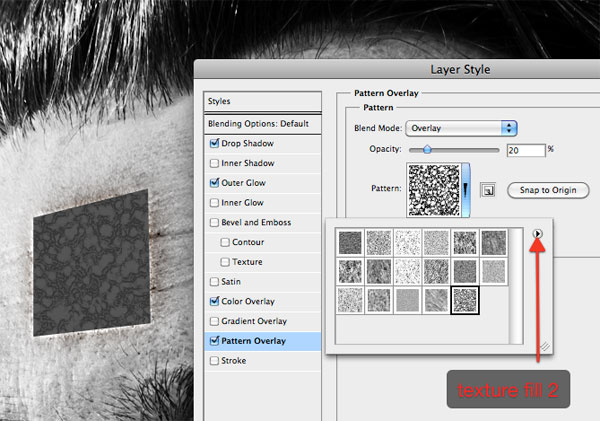 Layer Style
Styles
Blending Options: Default
Drop Shadow
Inner Shadow
Outer Glow
Inner Glow
Bevel and Emboss
Contour
Texture
Satin
Color Overlay
Gradient Overlay
Pattern Overlay
Stroke
Pattern Overlay
Pattern
Blend Mode: Overlay
Opacity: 20 %
Pattern: Snap to Origin
texture fill 2